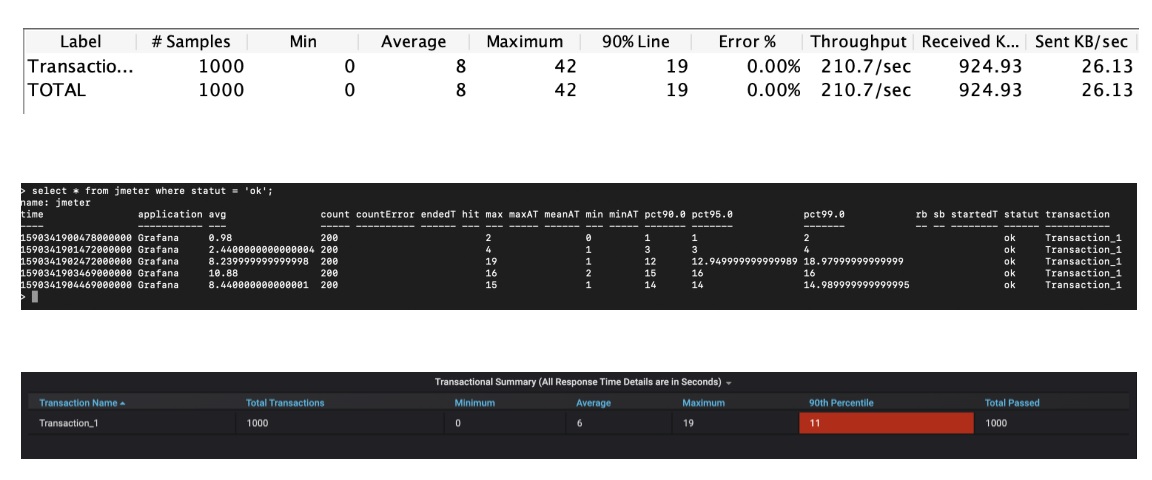 Label # Samples Min Average Maximum 90% Line Error % Throughput Received K... Sent KB/sec
Transactio... 1000 0 8 42 19 0.00% 210.7/sec 924.93 26.13
TOTAL 1000 0 8 42 19 0.00% 210.7/sec 924.93 26.13
> select * from jmeter where statut = 'ok';
name: jmeter
time application avg count countError endedT hit max maxAT meanAT min minAT pct90.0 pct95.0 pct99.0 rb sb startedT statut transaction
---- ----------- --- ----- ---------- ------ --- --- ----- ------ --- ----- ------- ------- ------- -- -- -------- ------ -----------
1590341900478000000 Grafana 0.98 200 2 0 1 1 2 ok Transaction_1
1590341901472000000 Grafana 2.4400000000000004 200 4 1 3 3 4 ok Transaction_1
1590341902472000000 Grafana 8.239999999999998 200 19 1 12 12.949999999999989 18.97999999999999 ok Transaction_1
1590341903469000000 Grafana 10.88 200 16 2 15 16 16 ok Transaction_1
1590341904469000000 Grafana 8.440000000000001 200 15 1 14 14 14.989999999999995 ok Transaction_1
>
Transactional Summary (All Response Time Details are in Seconds)
Transaction Name Total Transactions Minimum Average Maximum 90th Percentile Total Passed
Transaction_1 1000 0 6 19 11 1000